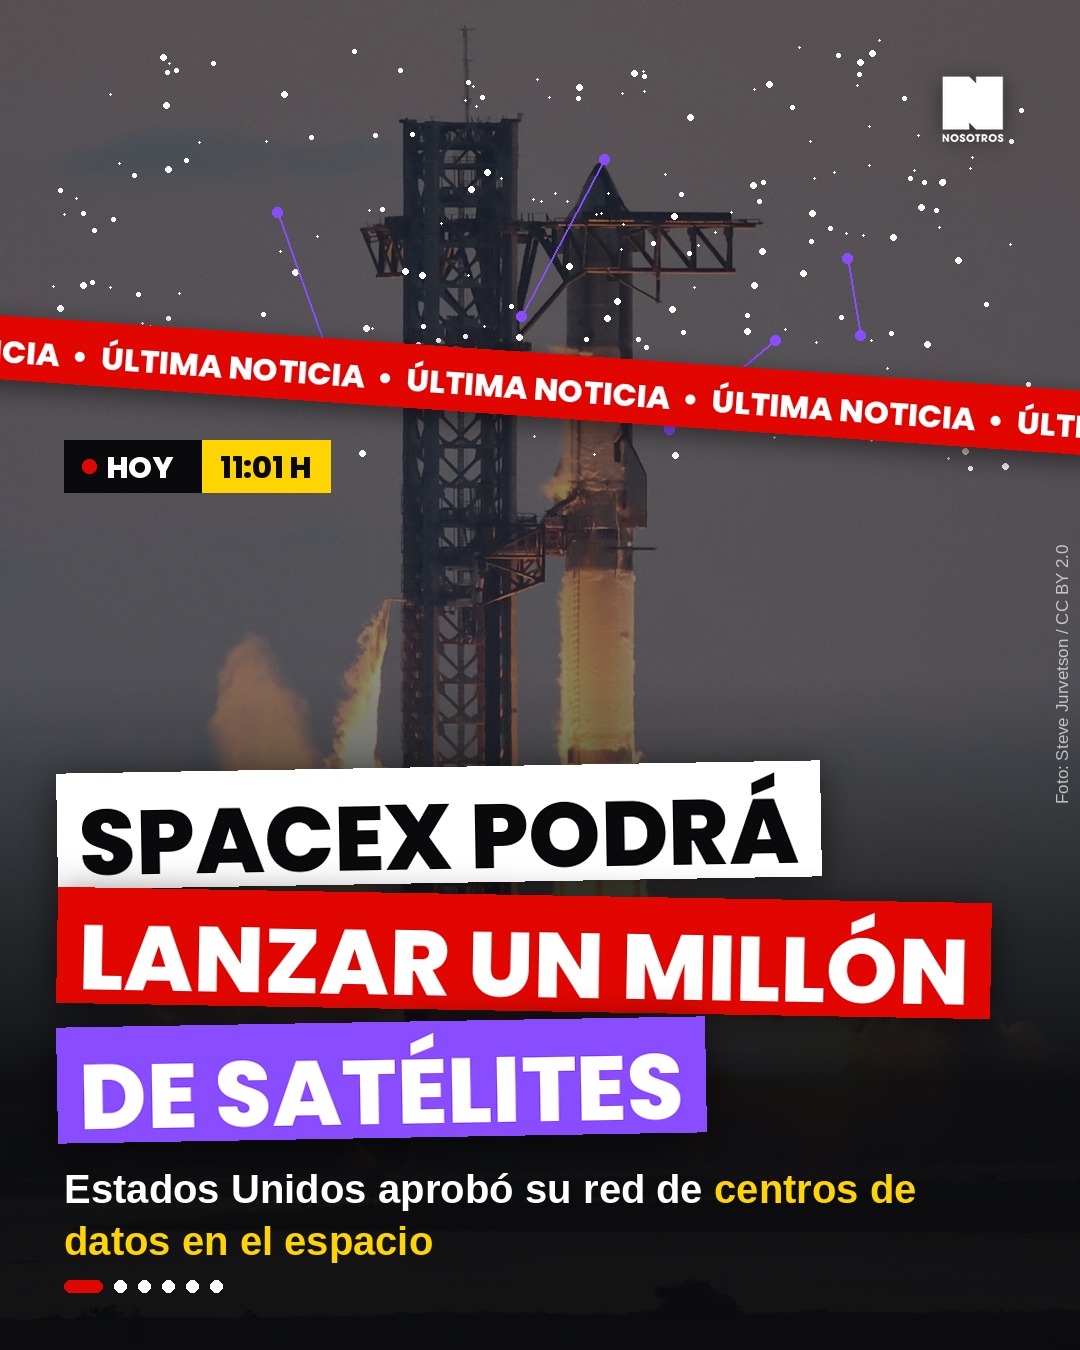 NOSOTROS
ICIA • ÚLTIMA NOTICIA • ÚLTIMA NOTICIA • ÚLTIMA NOTICIA • ÚLTI
HOY 11:01 H
Foto: Steve Jurvetson / CC BY 2.0
SPACEX PODRÁ
LANZAR UN MILLÓN
DE SATÉLITES
Estados Unidos aprobó su red de centros de
datos en el espacio